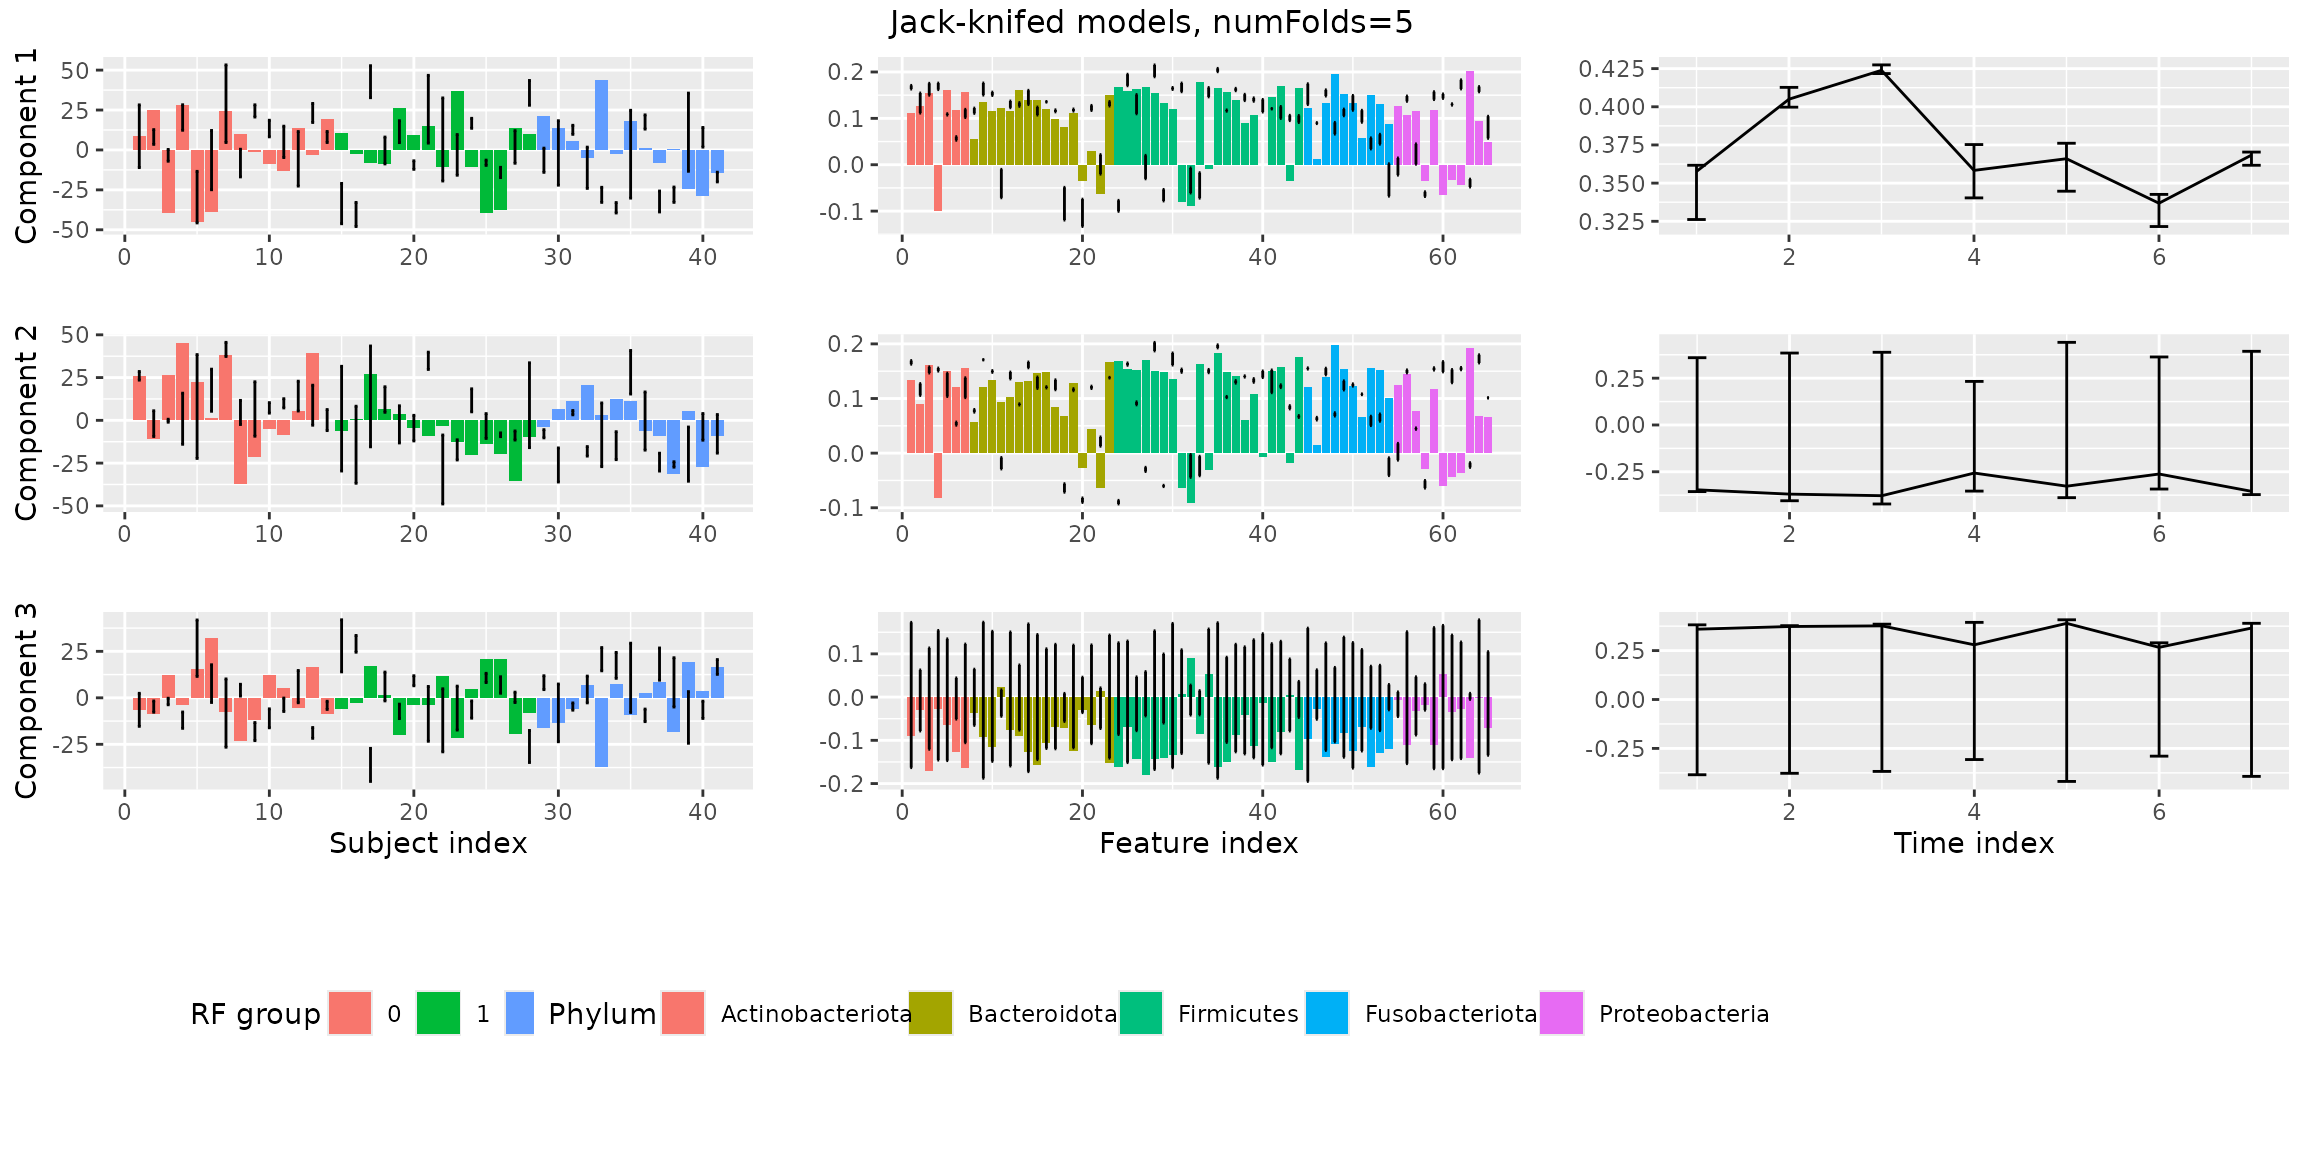 Jack-knifed models, numFolds=5
Component 1
50
25
0
-25
-50
0 10 20 30 40
0.2
0.1
0.0
-0.1
0 20 40 60
0.425
0.400
0.375
0.350
0.325
2 4 6
Component 2
50
25
0
-25
-50
0 10 20 30 40
0.2
0.1
0.0
-0.1
0 20 40 60
0.25
0.00
-0.25
2 4 6
Component 3
25
0
-25
0 10 20 30 40
Subject index
0.1
0.0
-0.1
-0.2
0 20 40 60
Feature index
0.25
0.00
-0.25
2 4 6
Time index
RF group 0 1 Phylum Actinobacteriota Bacteroidota Firmicutes Fusobacteriota Proteobacteria